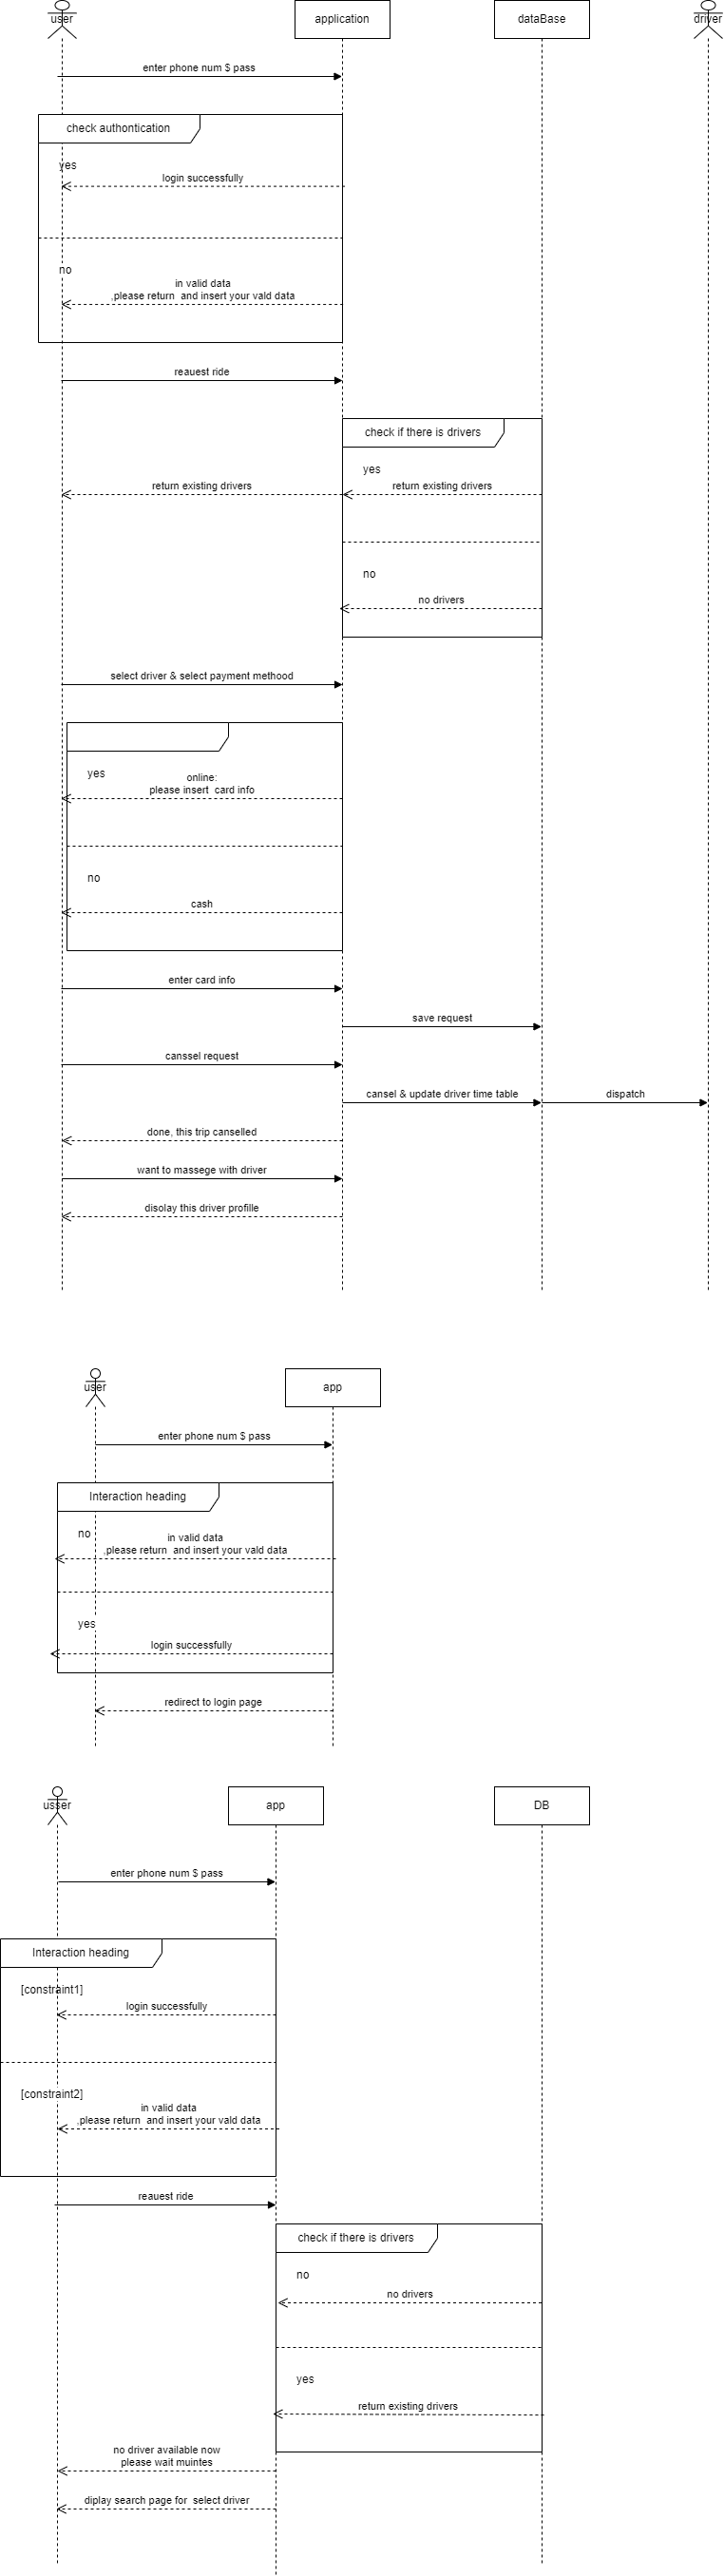 user
application
dataBase
driver
enter phone num $ pass
check authontication
yes
login successfully
no
in valid data
,please return  and insert your vald data
reauest ride
check if there is drivers
yes
return existing drivers
return existing drivers
no
no drivers
select driver & select payment methood
yes
online:
please insert  card info
no
cash
enter card info
save request
canssel request
cansel & update driver time table
dispatch
done, this trip canselled
want to massege with driver
disolay this driver profille
user
app
enter phone num $ pass
Interaction heading
no
in valid data
,please return  and insert your vald data
yes
login successfully
redirect to login page
usser
app
DB
enter phone num $ pass
Interaction heading
[constraint1]
login successfully
[constraint2]
in valid data
,please return  and insert your vald data
reauest ride
check if there is drivers
no
no drivers
yes
return existing drivers
no driver available now
please wait muintes
diplay search page for  select driver